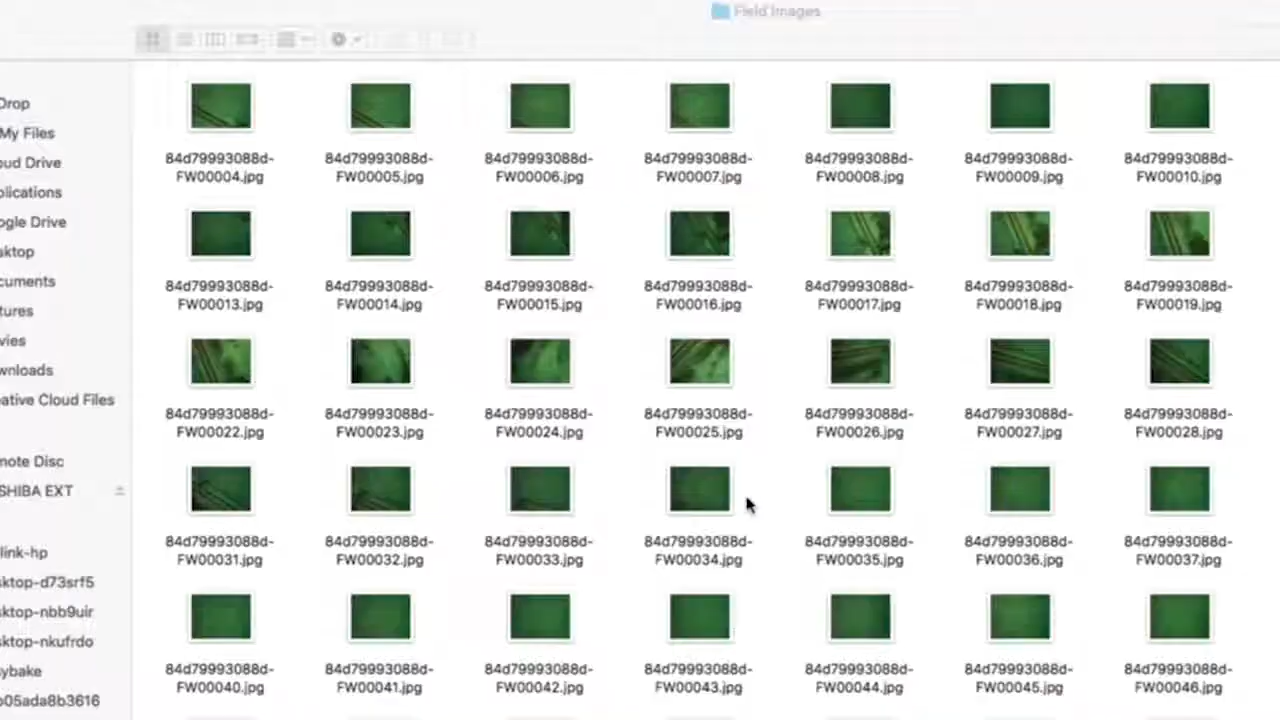 Field Images
Drop
My Files
oud Drive
plications
ogle Drive
sktop
cuments
tures
vies
wnloads
eative Cloud Files
mote Disc
SHIBA EXT
link-hp
sktop-d73srf5
sktop-nbb9uir
sktop-nkufrdo
sybake
b05ada8b3616
84d79993088d- 84d79993088d- 84d79993088d- 84d79993088d- 84d79993088d- 84d79993088d- 84d79993088d-
FW00004.jpg FW00005.jpg FW00006.jpg FW00007.jpg FW00008.jpg FW00009.jpg FW00010.jpg
84d79993088d- 84d79993088d- 84d79993088d- 84d79993088d- 84d79993088d- 84d79993088d- 84d79993088d-
FW00013.jpg FW00014.jpg FW00015.jpg FW00016.jpg FW00017.jpg FW00018.jpg FW00019.jpg
84d79993088d- 84d79993088d- 84d79993088d- 84d79993088d- 84d79993088d- 84d79993088d- 84d79993088d-
FW00022.jpg FW00023.jpg FW00024.jpg FW00025.jpg FW00026.jpg FW00027.jpg FW00028.jpg
84d79993088d- 84d79993088d- 84d79993088d- 84d79993088d- 84d79993088d- 84d79993088d- 84d79993088d-
FW00031.jpg FW00032.jpg FW00033.jpg FW00034.jpg FW00035.jpg FW00036.jpg FW00037.jpg
84d79993088d- 84d79993088d- 84d79993088d- 84d79993088d- 84d79993088d- 84d79993088d- 84d79993088d-
FW00040.jpg FW00041.jpg FW00042.jpg FW00043.jpg FW00044.jpg FW00045.jpg FW00046.jpg